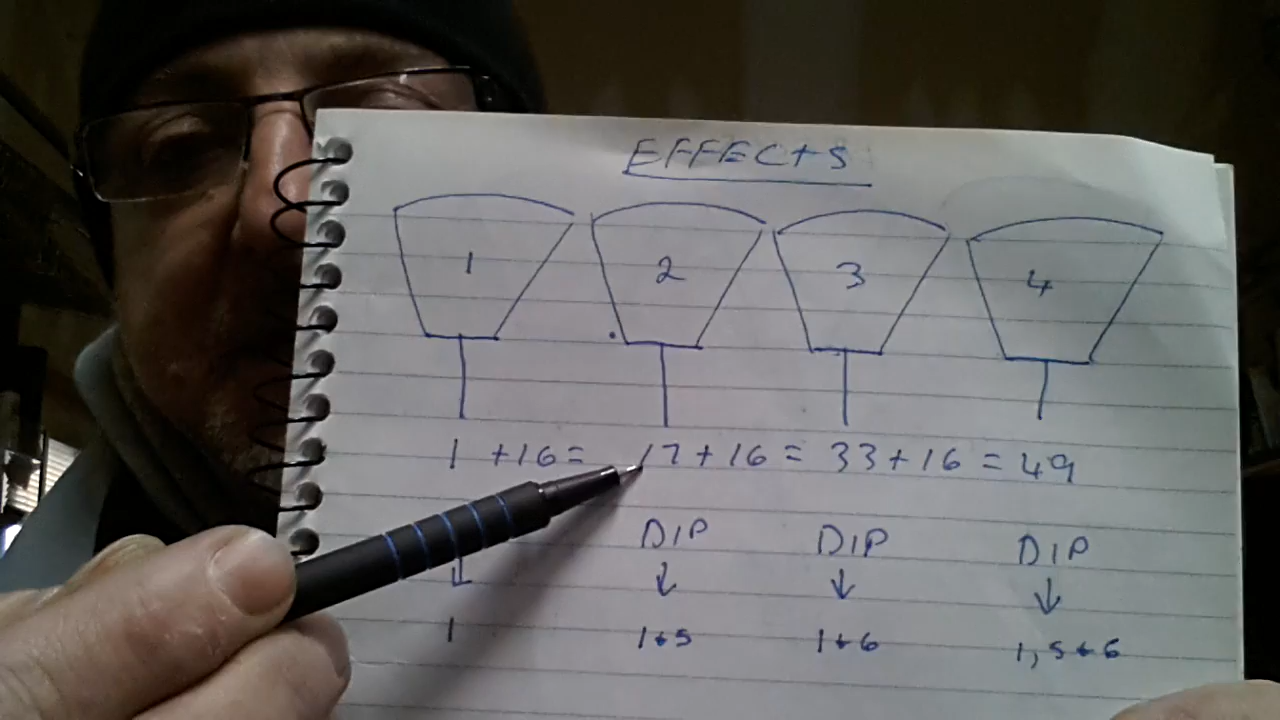 EFFECTS
1 2 3 4
1 +16= 17+16 = 33+16 = 49
DIP DIP DIP
1 1+5 1+6 1,5+6